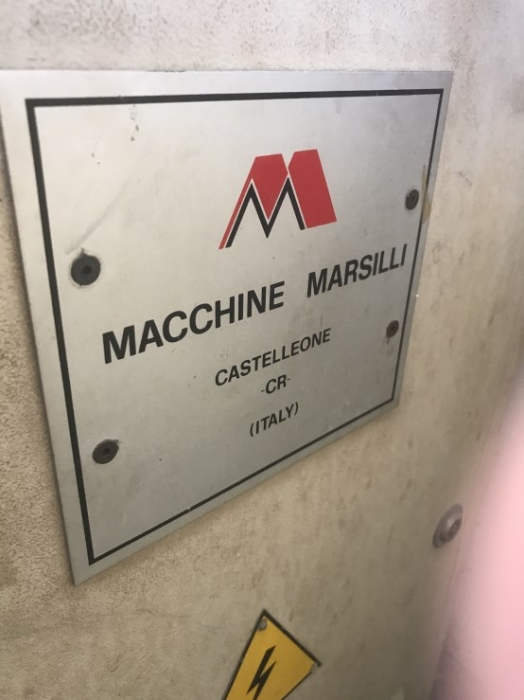 MACCHINE MARSILLI
CASTELLEONE
-CR-
(ITALY)